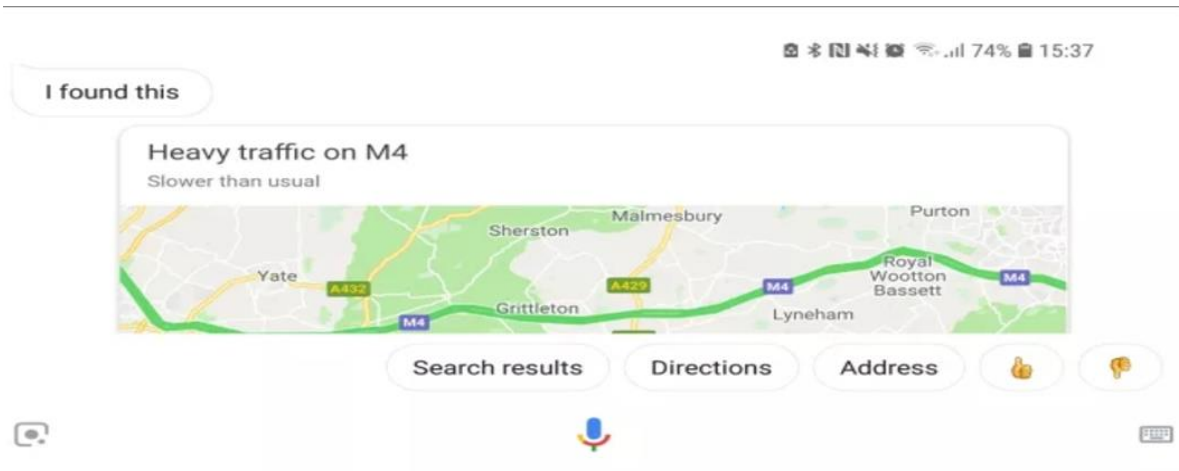 74% 15:37
I found this
Heavy traffic on M4
Slower than usual
Malmesbury
Purton
Sherston
Royal
Wootton
Bassett
Yate
A432
A429
M4
M4
Grittleton
Lyneham
M4
Search results
Directions
Address